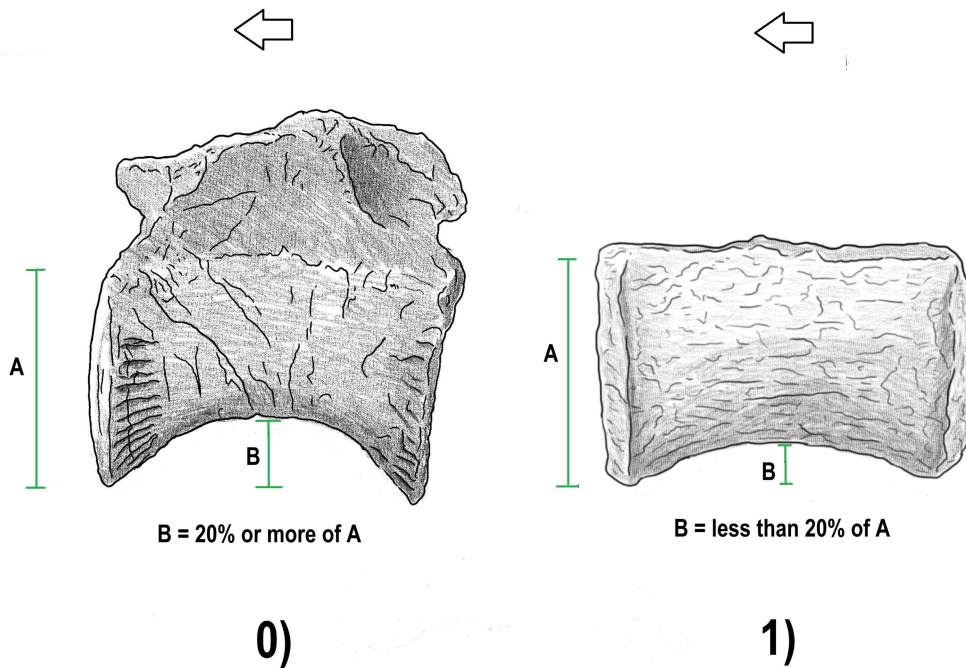 A
B
B = 20% or more of A
0)
A
B
B = less than 20% of A
1)